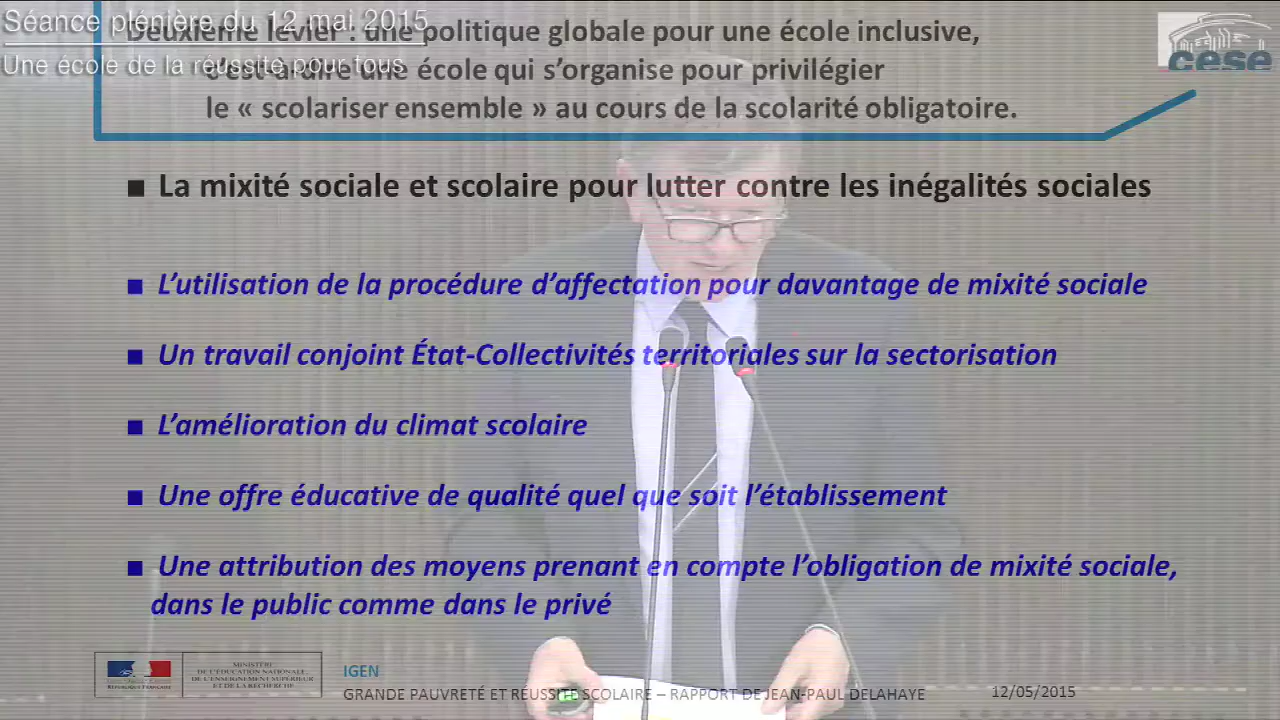 Séance plénière du 12 mai 2015
Une école de la réussite pour tous
cese
Deuxième levier : une politique globale pour une école inclusive,
c'est-à-dire une école qui s'organise pour privilégier
le « scolariser ensemble » au cours de la scolarité obligatoire.
■ La mixité sociale et scolaire pour lutter contre les inégalités sociales
■ L'utilisation de la procédure d'affectation pour davantage de mixité sociale
■ Un travail conjoint État-Collectivités territoriales sur la sectorisation
■ L'amélioration du climat scolaire
■ Une offre éducative de qualité quel que soit l'établissement
■ Une attribution des moyens prenant en compte l'obligation de mixité sociale,
dans le public comme dans le privé
RÉPUBLIQUE FRANÇAISE
MINISTÈRE
DE L'ÉDUCATION NATIONALE,
DE L'ENSEIGNEMENT SUPÉRIEUR
ET DE LA RECHERCHE
IGEN
GRANDE PAUVRETÉ ET REUSSITE SCOLAIRE – RAPPORT DE JEAN-PAUL DELAHAYE
12/05/2015